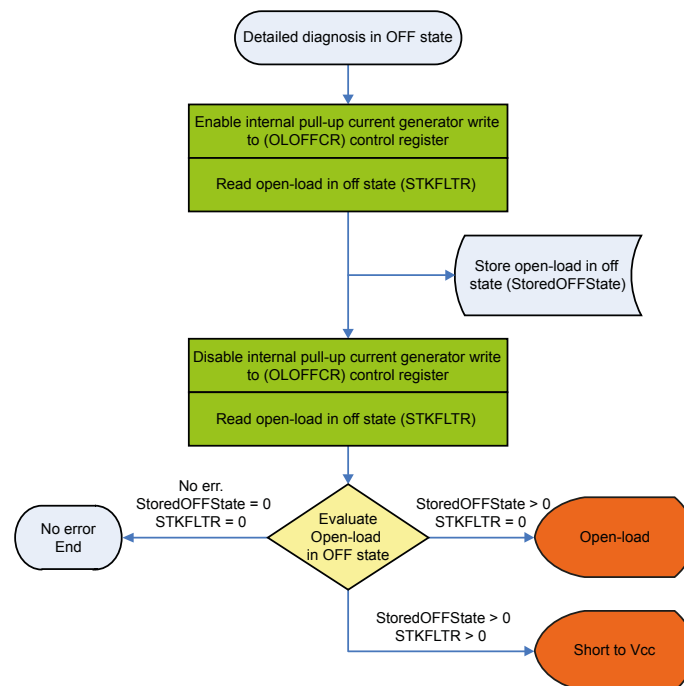 Detailed diagnosis in OFF state
Enable internal pull-up current generator write
to (OLOFFCR) control register
Read open-load in off state (STKFLTR)
Store open-load in off
state (StoredOFFState)
Disable internal pull-up current generator write
to (OLOFFCR) control register
Read open-load in off state (STKFLTR)
No err.
StoredOFFState = 0
STKFLTR = 0
No error
End
Evaluate
Open-load
in OFF state
StoredOFFState > 0
STKFLTR = 0
Open-load
StoredOFFState > 0
STKFLTR > 0
Short to Vcc